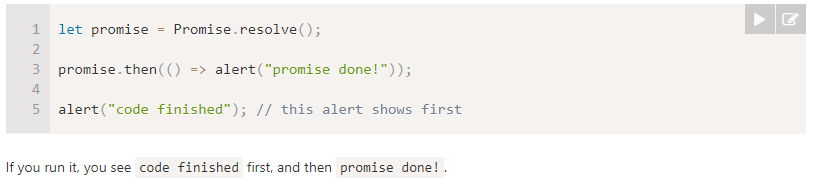 1 let promise = Promise.resolve();
2
3 promise.then(() => alert("promise done!"));
4
5 alert("code finished"); // this alert shows first
If you run it, you see code finished first, and then promise done! .